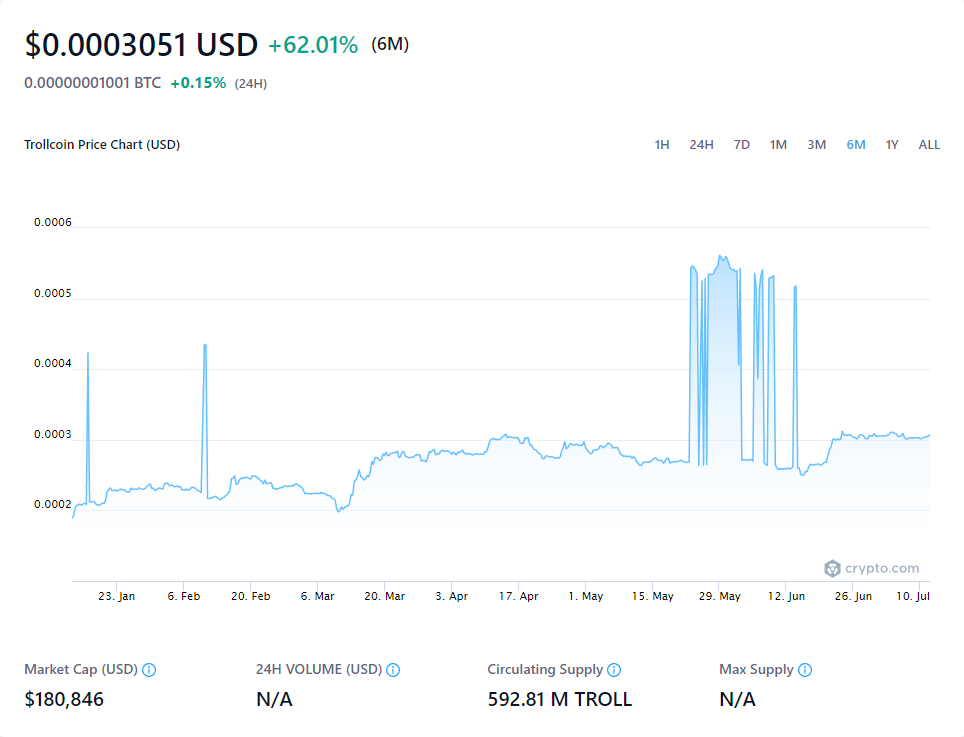 $0.0003051 USD +62.01% (6M)
0.00000001001 BTC +0.15% (24H)
Trollcoin Price Chart (USD) 1H 24H 7D 1M 3M 6M 1Y ALL
0.0006
0.0005
0.0004
0.0003
0.0002
crypto.com
23. Jan 6. Feb 20. Feb 6. Mar 20. Mar 3. Apr 17. Apr 1. May 15. May 29. May 12. Jun 26. Jun 10. Jul
Market Cap (USD) 24H VOLUME (USD) Circulating Supply Max Supply
$180,846 N/A 592.81 M TROLL N/A